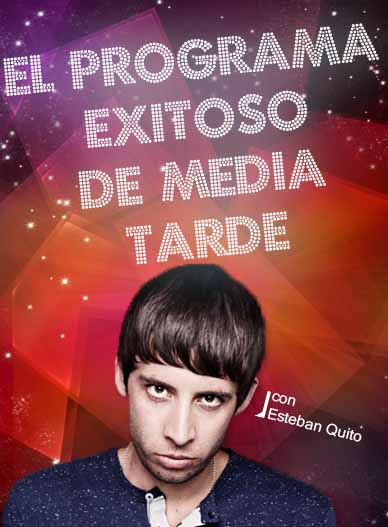 EL PROGRAMA
EXITOSO
DE MEDIA
TARDE
con
Esteban Quito